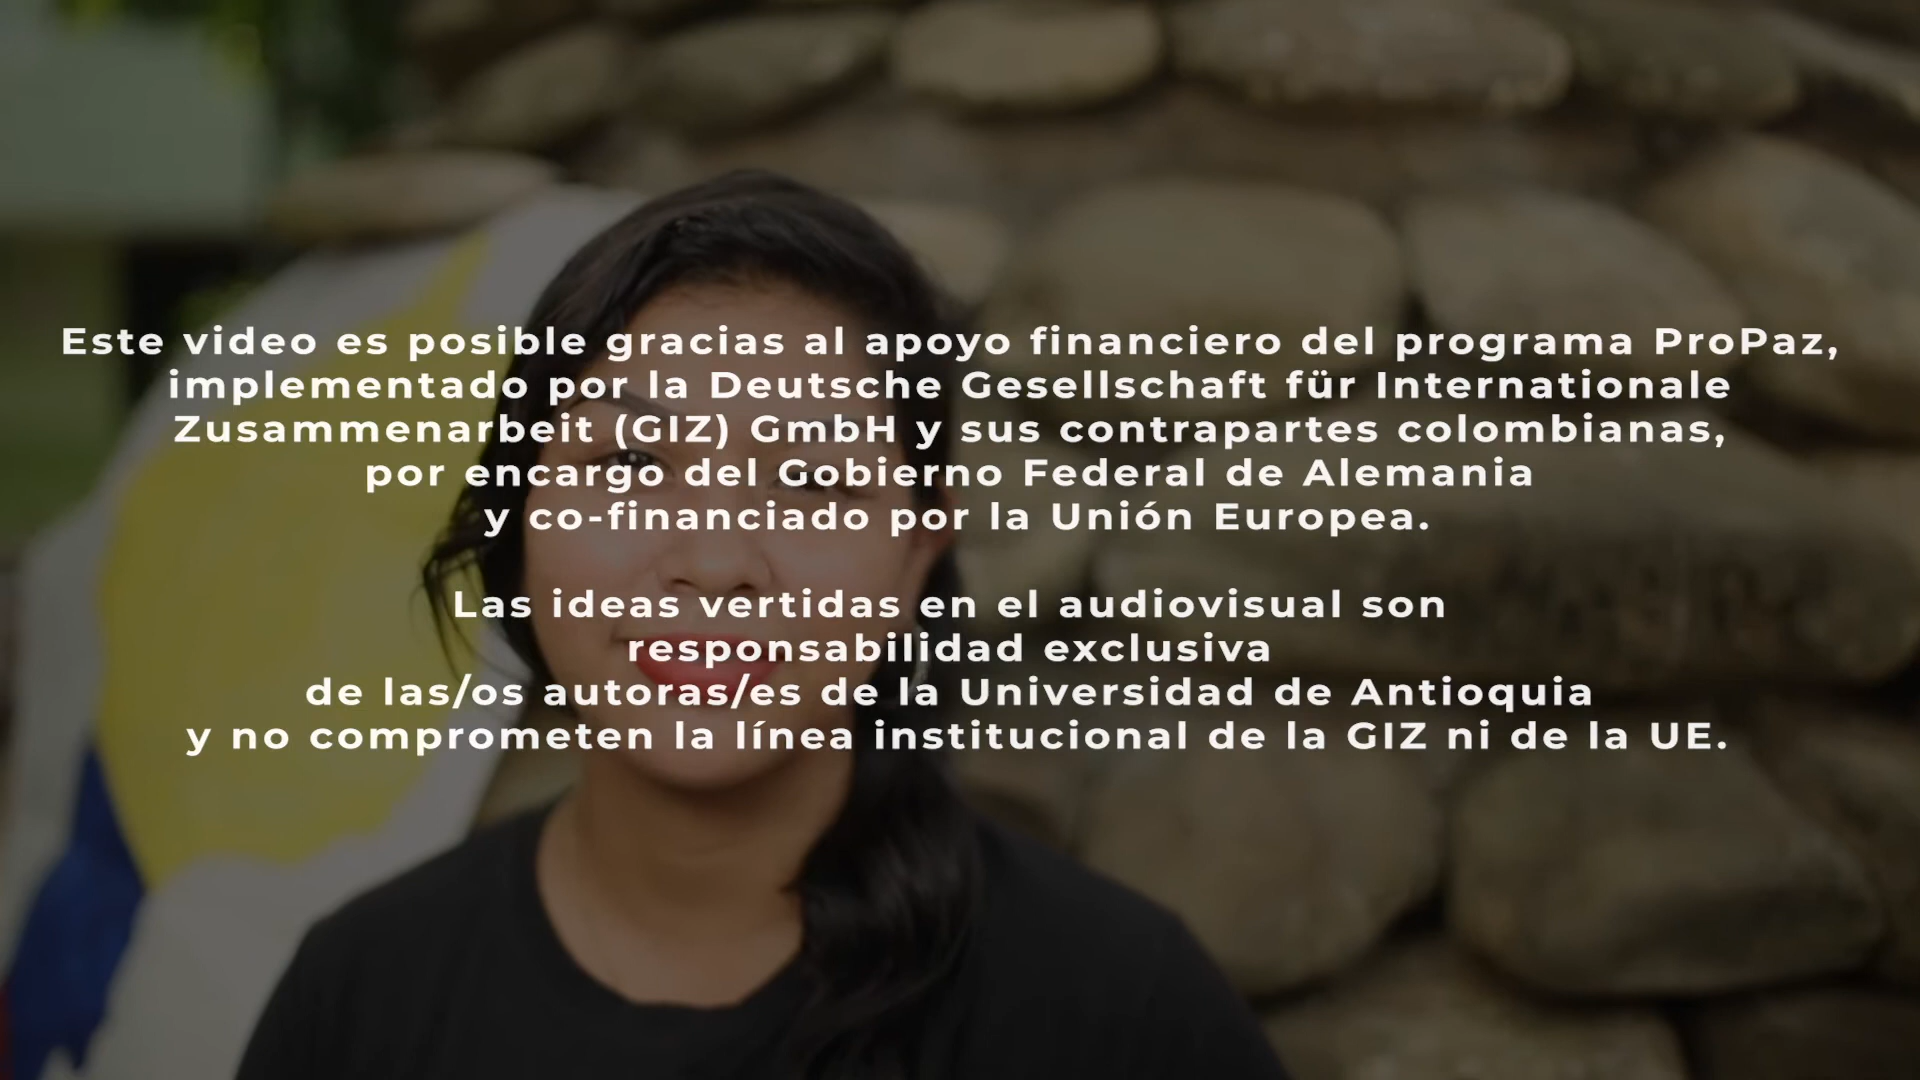 Este video es posible gracias al apoyo financiero del programa ProPaz,
implementado por la Deutsche Gesellschaft für Internationale
Zusammenarbeit (GIZ) GmbH y sus contrapartes colombianas,
por encargo del Gobierno Federal de Alemania
y co-financiado por la Unión Europea.
Las ideas vertidas en el audiovisual son
responsabilidad exclusiva
de las/os autoras/es de la Universidad de Antioquia
y no comprometen la línea institucional de la GIZ ni de la UE.